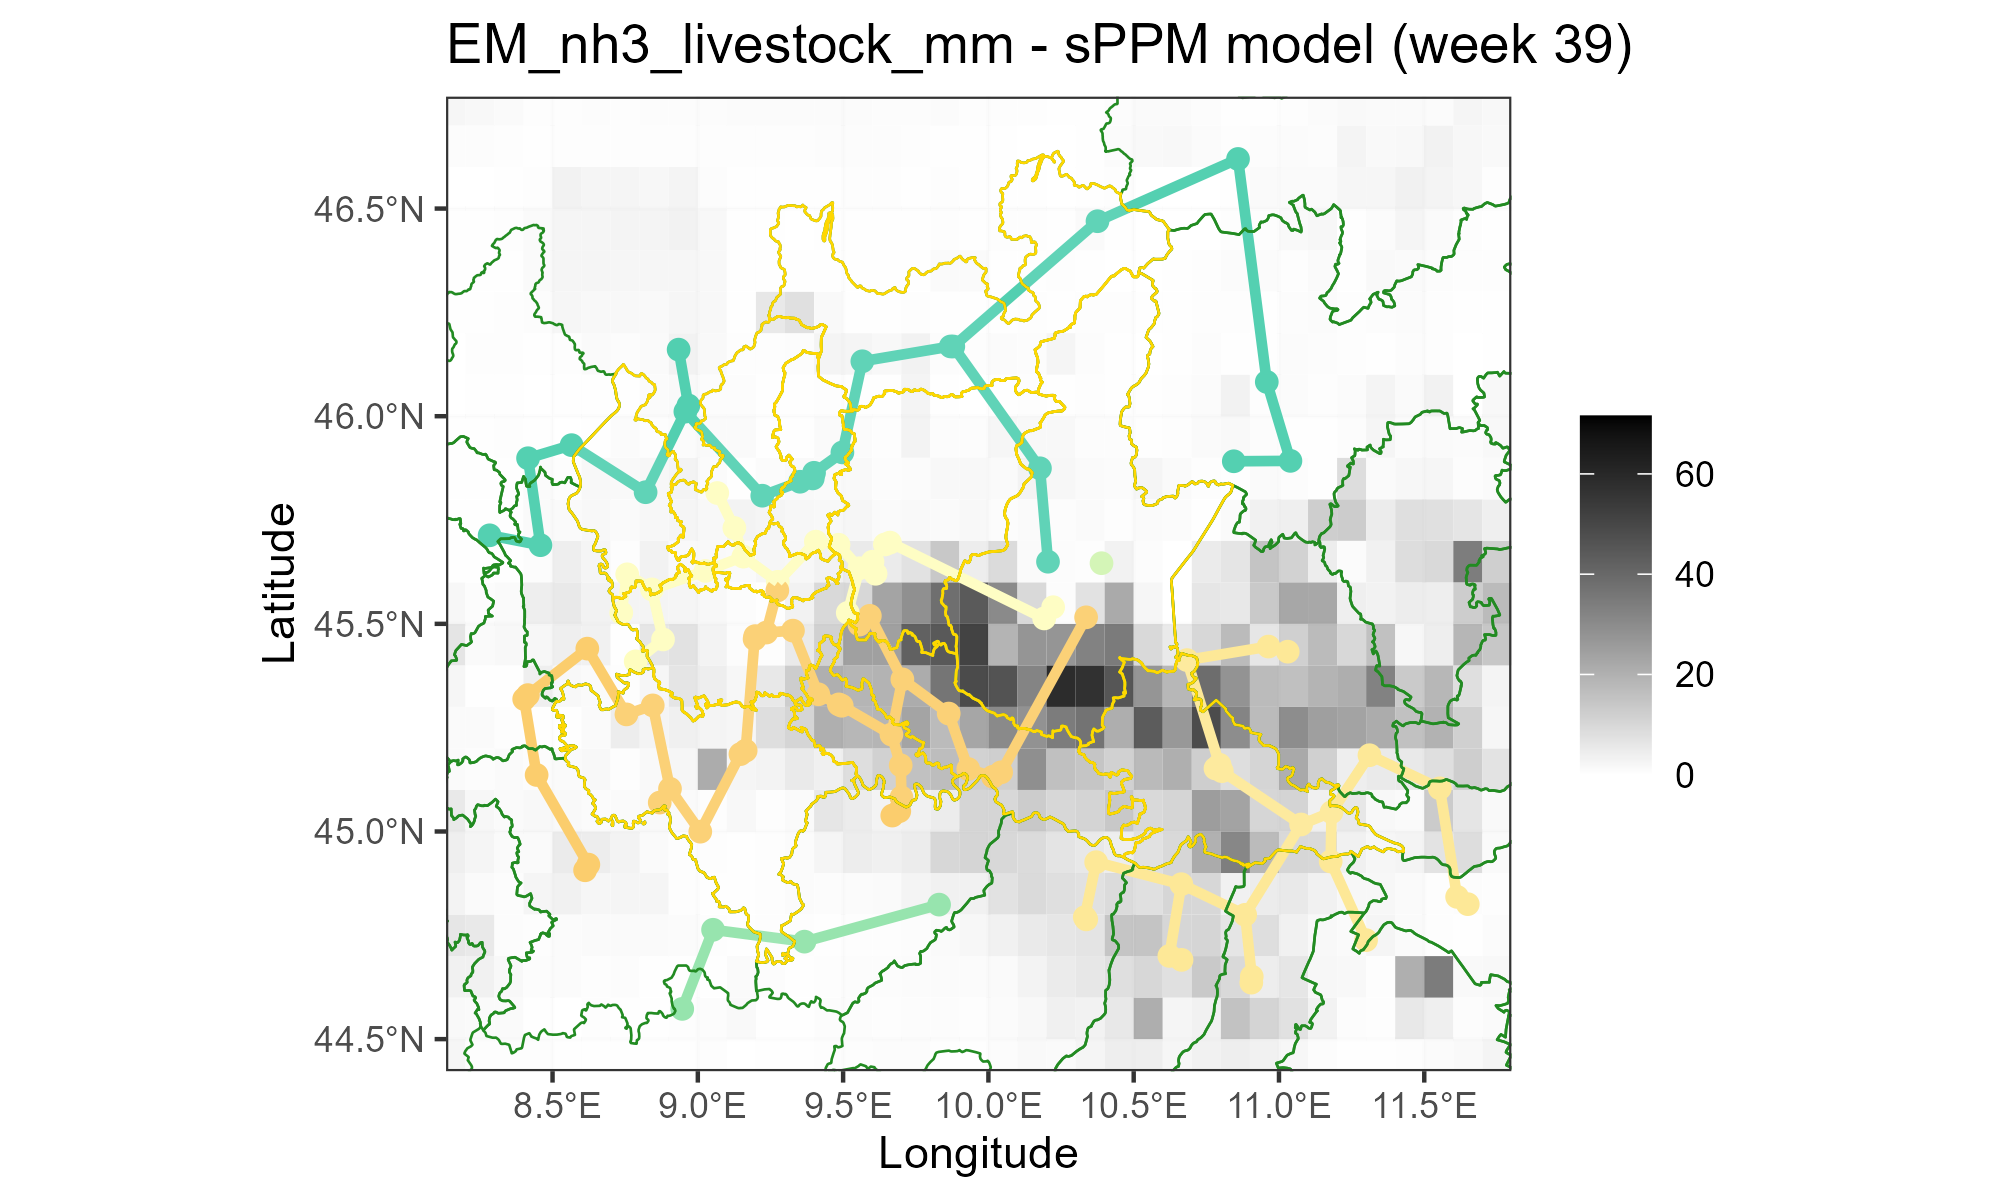 EM_nh3_livestock_mm - sPPM model (week 39)
46.5°N
46.0°N
45.5°N
45.0°N
44.5°N
Latitude
8.5°E
9.0°E
9.5°E
10.0°E
10.5°E
11.0°E
11.5°E
Longitude
60
40
20
0